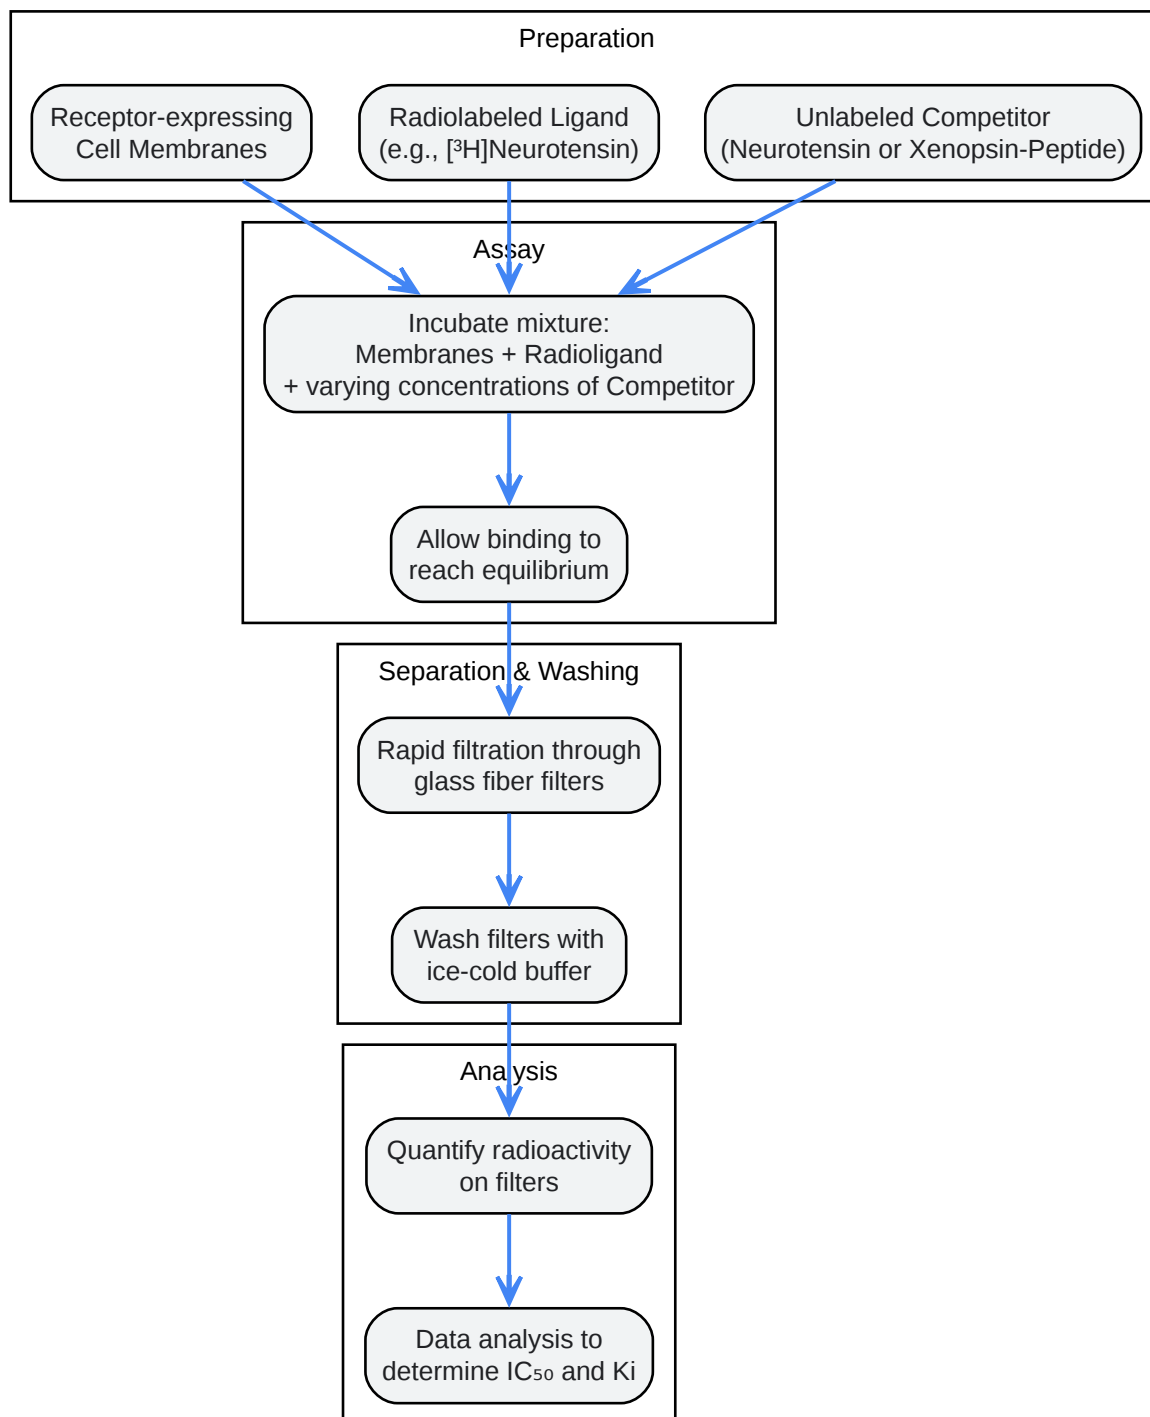 Preparation
Receptor-expressing
Cell Membranes
Radiolabeled Ligand
(e.g., [³H]Neurotensin)
Unlabeled Competitor
(Neurotensin or Xenopsin-Peptide)
Assay
Incubate mixture:
Membranes + Radioligand
+ varying concentrations of Competitor
Allow binding to
reach equilibrium
Separation & Washing
Rapid filtration through
glass fiber filters
Wash filters with
ice-cold buffer
Analysis
Quantify radioactivity
on filters
Data analysis to
determine IC₅₀ and Ki